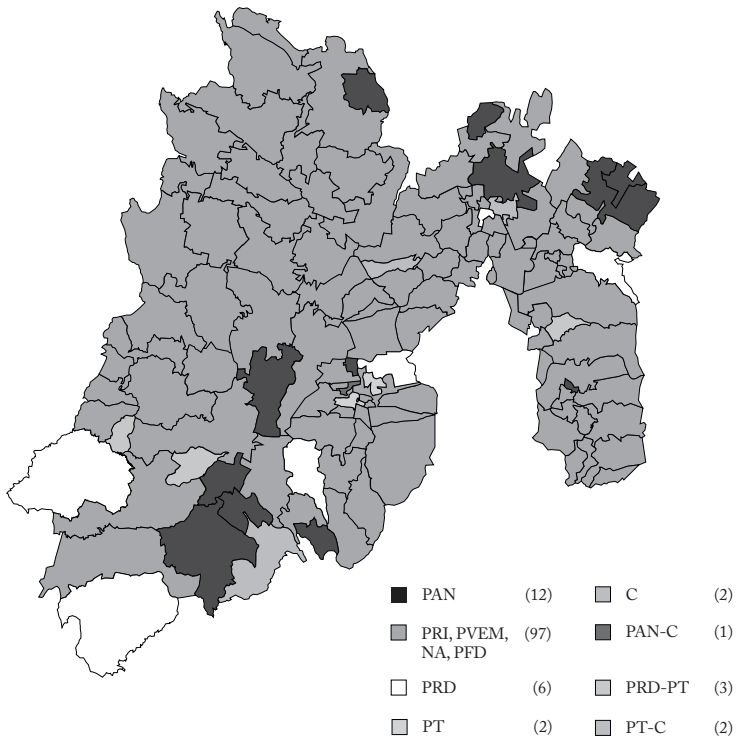 PAN (12)
C (2)
PRI, PVEM, (97)
NA, PFD
PAN-C (1)
PRD (6)
PRD-PT (3)
PT (2)
PT-C (2)